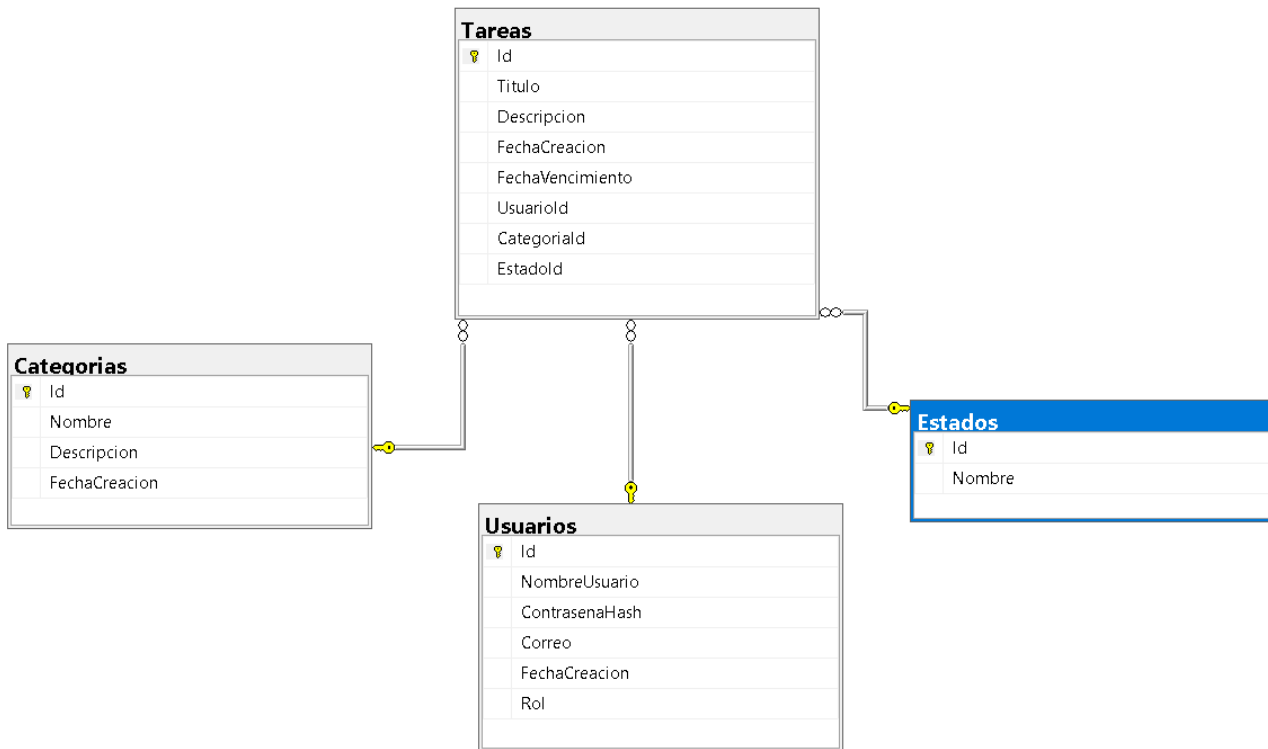 Tareas
Id
Titulo
Descripcion
FechaCreacion
FechaVencimiento
UsuarioId
CategoriaId
EstadoId
Categorias
Id
Nombre
Descripcion
FechaCreacion
Estados
Id
Nombre
Usuarios
Id
NombreUsuario
ContrasenaHash
Correo
FechaCreacion
Rol